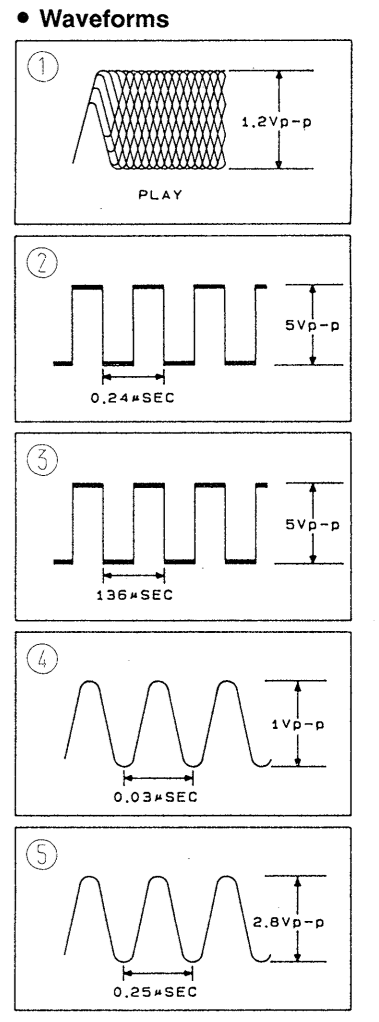 • Waveforms
1
1.2Vp-p
PLAY
2
5Vp-p
0.24μSEC
3
5Vp-p
136μSEC
4
1Vp-p
0.03μSEC
5
2.8Vp-p
0.25μSEC